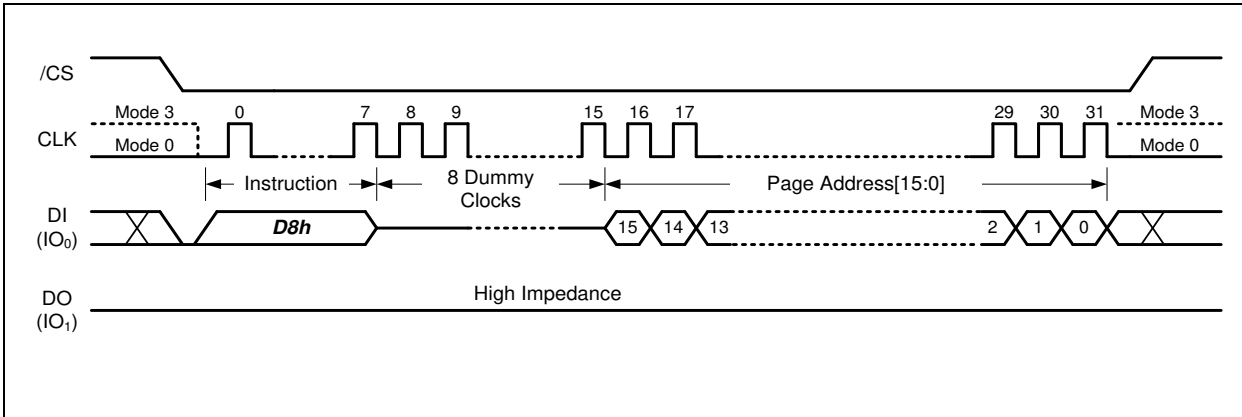 /CS
Mode 3 0 7 8 9 15 16 17 29 30 31 Mode 3
CLK
Mode 0 Mode 0
Instruction 8 Dummy Clocks Page Address[15:0]
DI
(IO₀)
D8h 15 14 13 2 1 0
High Impedance
DO
(IO₁)